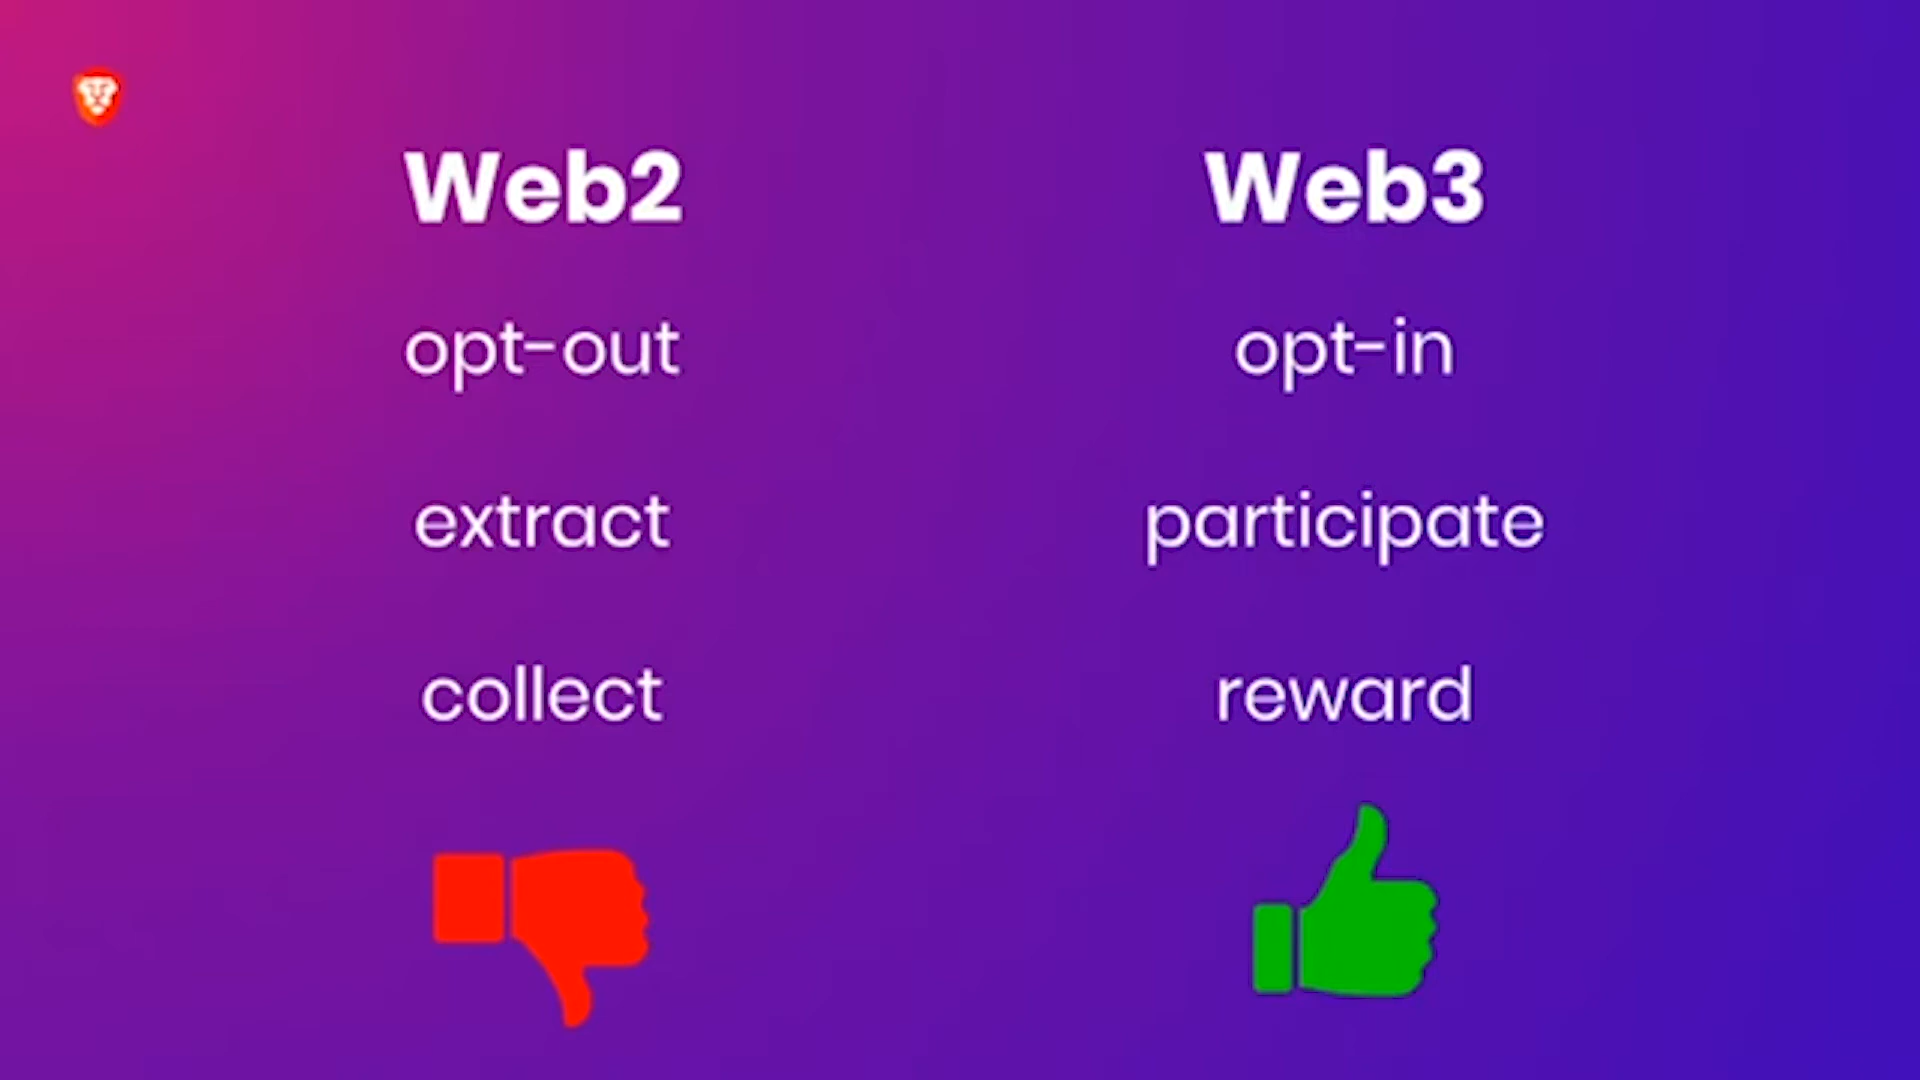 Web2
opt-out
extract
collect
Web3
opt-in
participate
reward